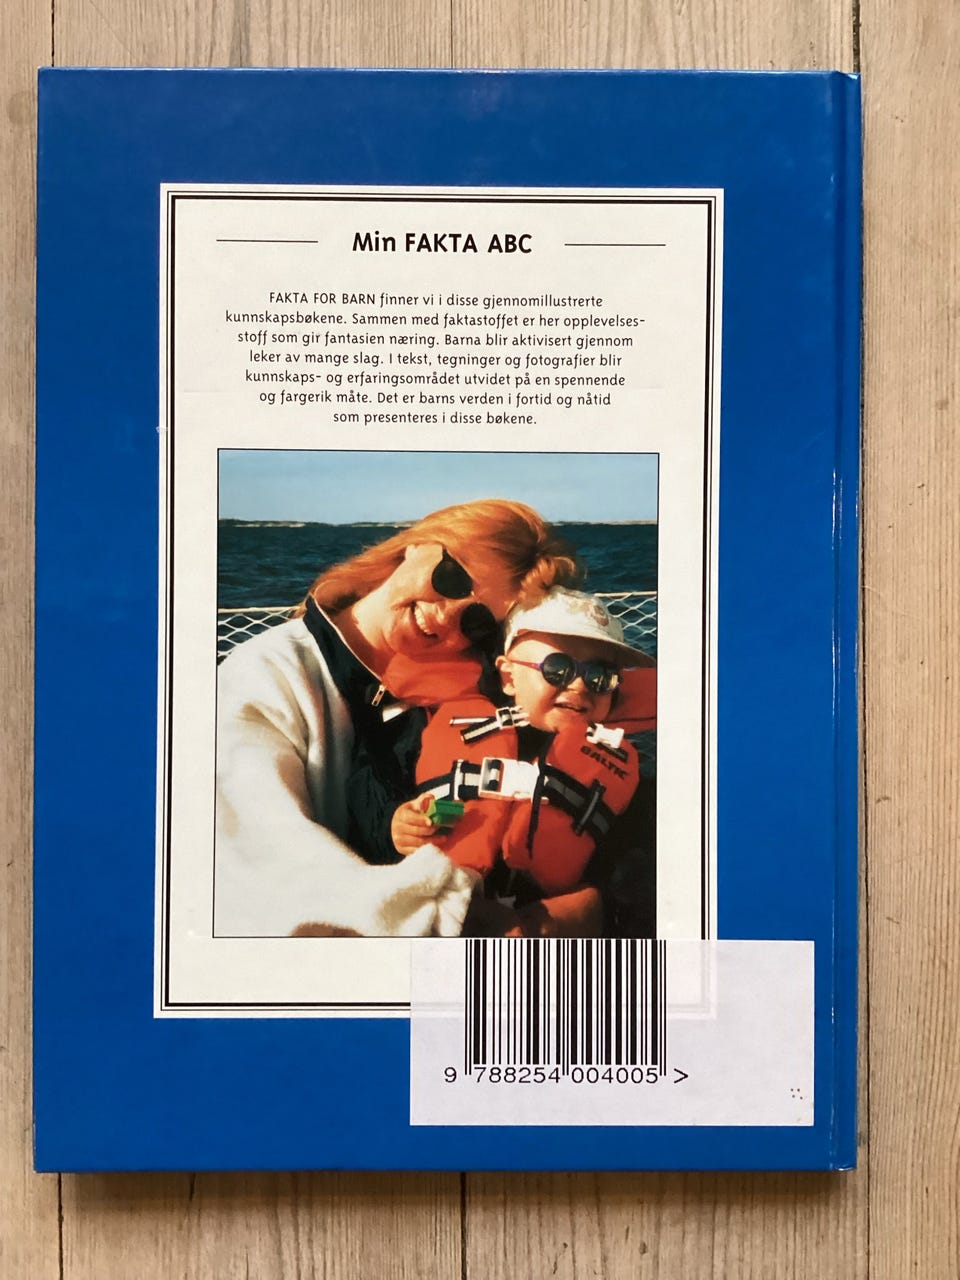 Min FAKTA ABC
FAKTA FOR BARN finner vi i disse gjennomillustrerte
kunnskapsbøkene. Sammen med faktastoffet er her opplevelses-
stoff som gir fantasien næring. Barna blir aktivisert gjennom
leker av mange slag. I tekst, tegninger og fotografier blir
kunnskaps- og erfaringsområdet utvidet på en spennende
og fargerik måte. Det er barns verden i fortid og nåtid
som presenteres i disse bøkene.
BALTIC
9 788254 004005 >